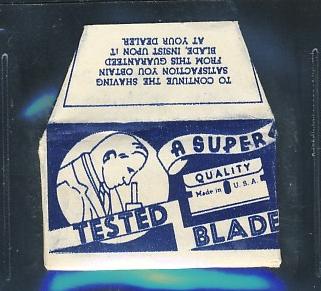 TO CONTINUE THE SHAVING
SATISFACTION YOU OBTAIN
FROM THIS GUARANTEED
BLADE, INSIST UPON IT
AT YOUR DEALER.
A SUPER
QUALITY
Made in U.S.A.
TESTED
BLADE